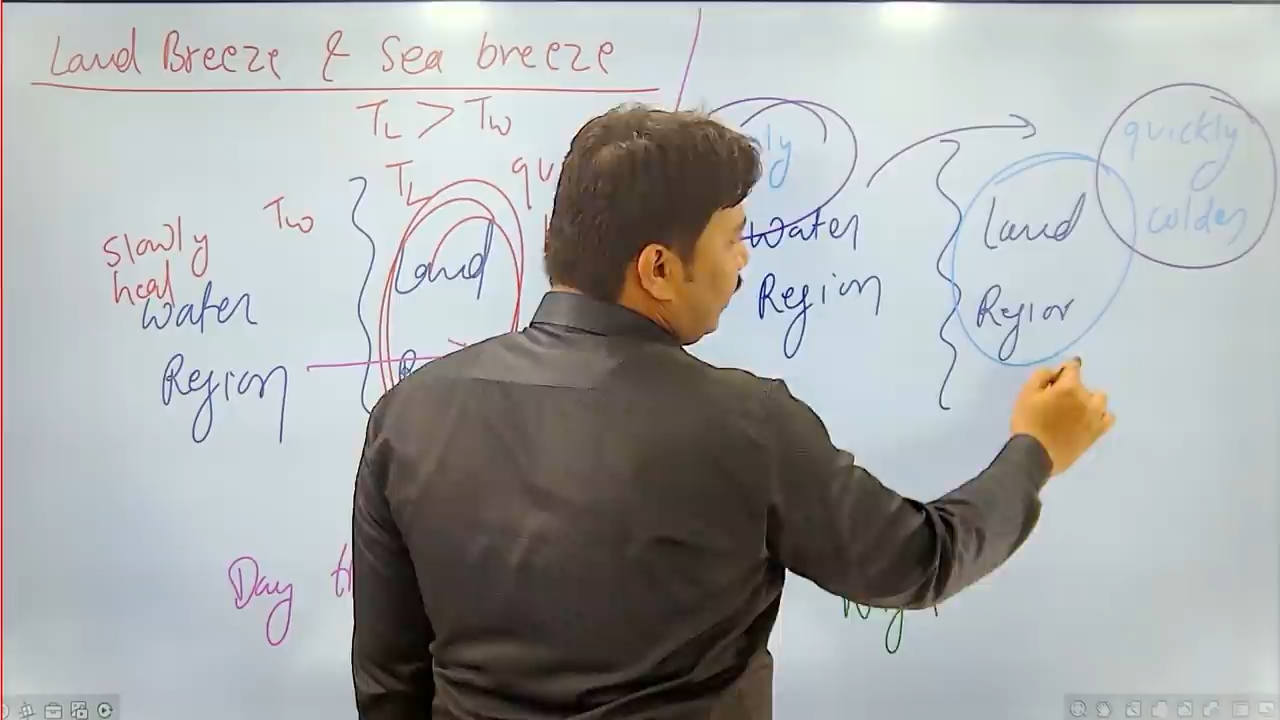 Land Breeze & Sea breeze
TL > Tw
TL
Tw
slowly
heat
water
Region
Land
Day
water
Region
Land
Region
quickly
colder